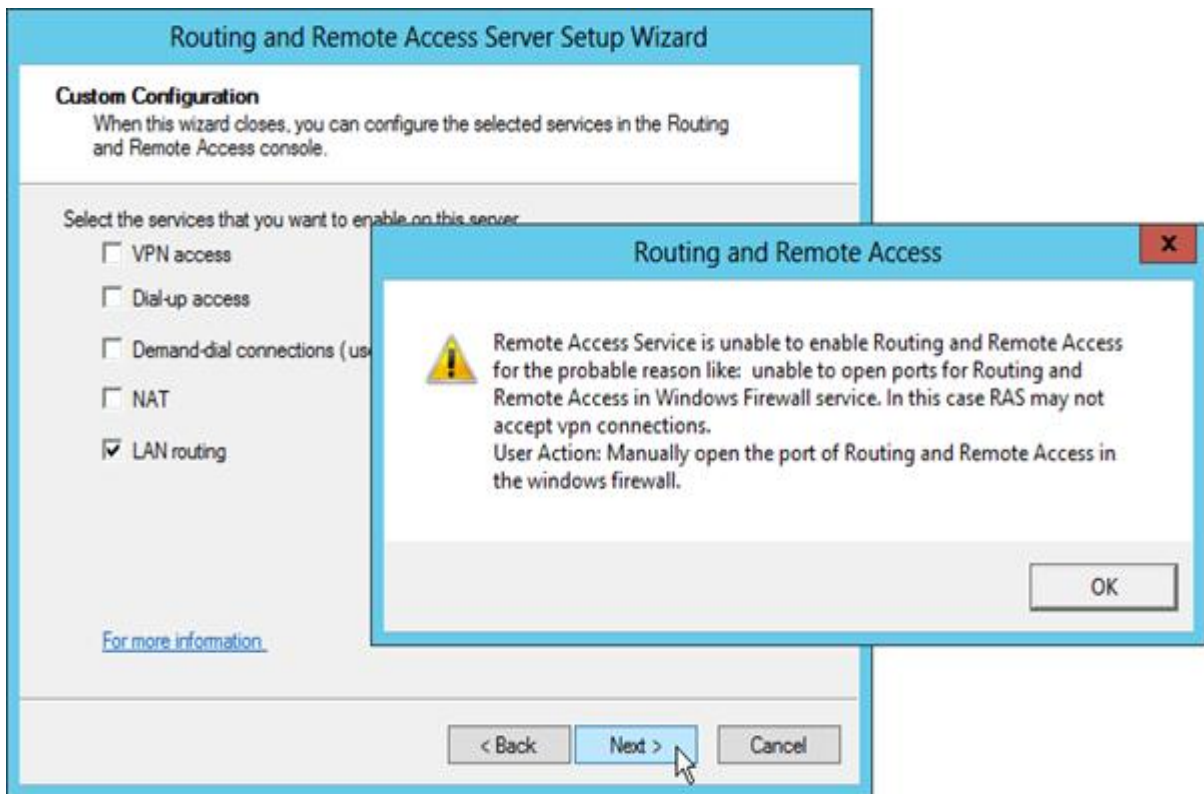 Routing and Remote Access Server Setup Wizard
Custom Configuration
When this wizard closes, you can configure the selected services in the Routing
and Remote Access console.
Select the services that you want to enable on this server.
VPN access
Dial-up access
Demand-dial connections (use
NAT
LAN routing
For more information
< Back
Next >
Cancel
Routing and Remote Access
x
Remote Access Service is unable to enable Routing and Remote Access
for the probable reason like: unable to open ports for Routing and
Remote Access in Windows Firewall service. In this case RAS may not
accept vpn connections.
User Action: Manually open the port of Routing and Remote Access in
the windows firewall.
OK